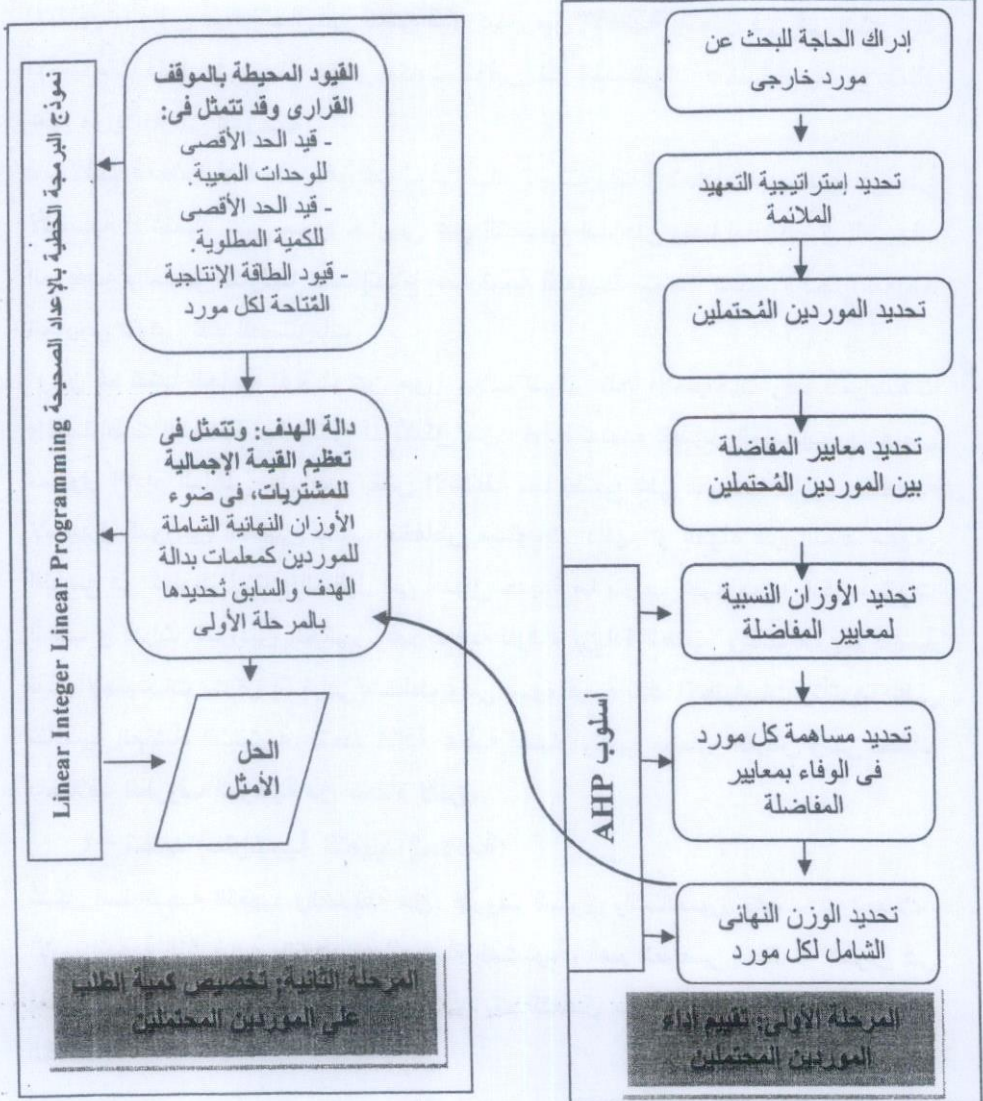 إدراك الحاجة للبحث عن
مورد خارجى
تحديد إستراتيجية التعهيد
الملائمة
تحديد الموردين المُحتملين
تحديد معايير المفاضلة
بين الموردين المُحتملين
تحديد الأوزان النسبية
لمعايير المفاضلة
تحديد مساهمة كل مورد
فى الوفاء بمعايير
المفاضلة
تحديد الوزن النهائى
الشامل لكل مورد
اسلوب AHP
المرحلة الأولى: تقييم أداء
الموردين المحتملين
القيود المحيطة بالموقف
القرارى وقد تتمثل فى:
- قيد الحد الأقصى
للوحدات المعيبة.
- قيد الحد الأقصى
للكمية المطلوبة.
- قيود الطاقة الإنتاجية
المُتاحة لكل مورد
دالة الهدف: وتتمثل فى
تعظيم القيمة الإجمالية
للمشتريات، فى ضوء
الأوزان النهائية الشاملة
للموردين كمعلمات بدالة
الهدف والسابق تحديدها
بالمرحلة الأولى
الحل
الأمثل
نموذج البرمجة الخطية بالأعداد الصحيحة Linear Integer Linear Programming
المرحلة الثانية: تخصيص كمية الطلب
على الموردين المحتملين